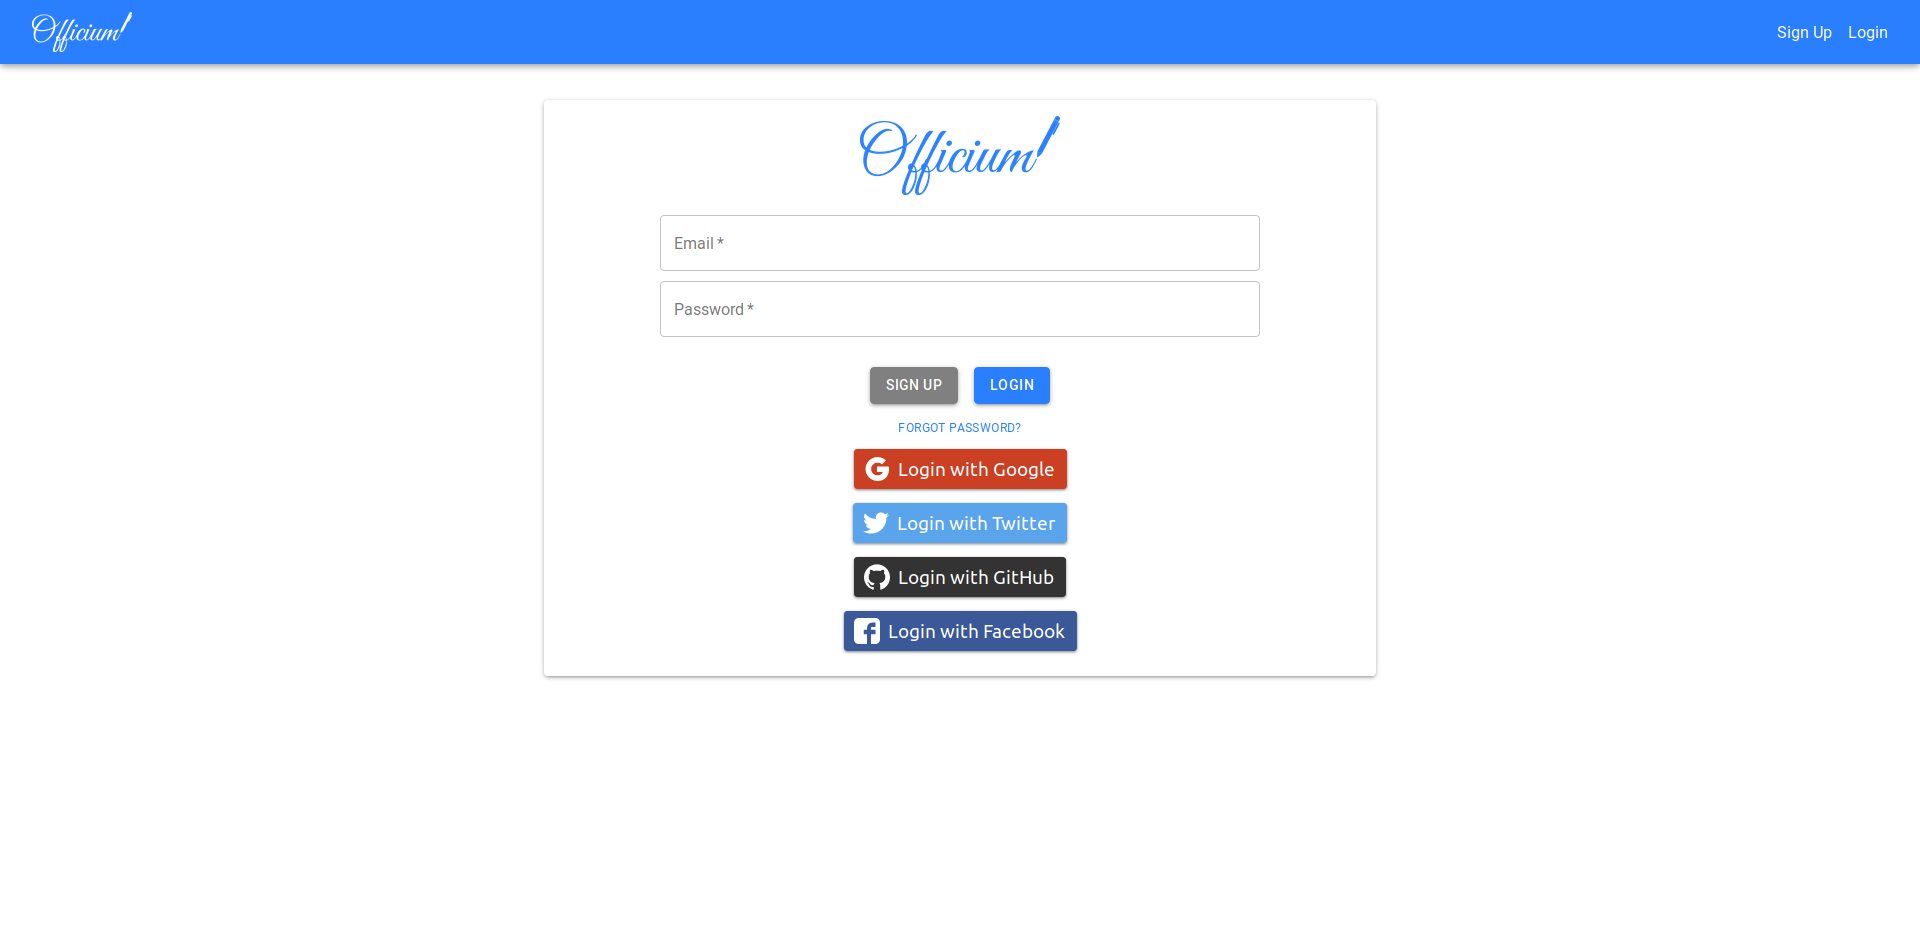 Officium
Sign Up Login
Officium
Email *
Password *
SIGN UP LOGIN
FORGOT PASSWORD?
Login with Google
Login with Twitter
Login with GitHub
Login with Facebook